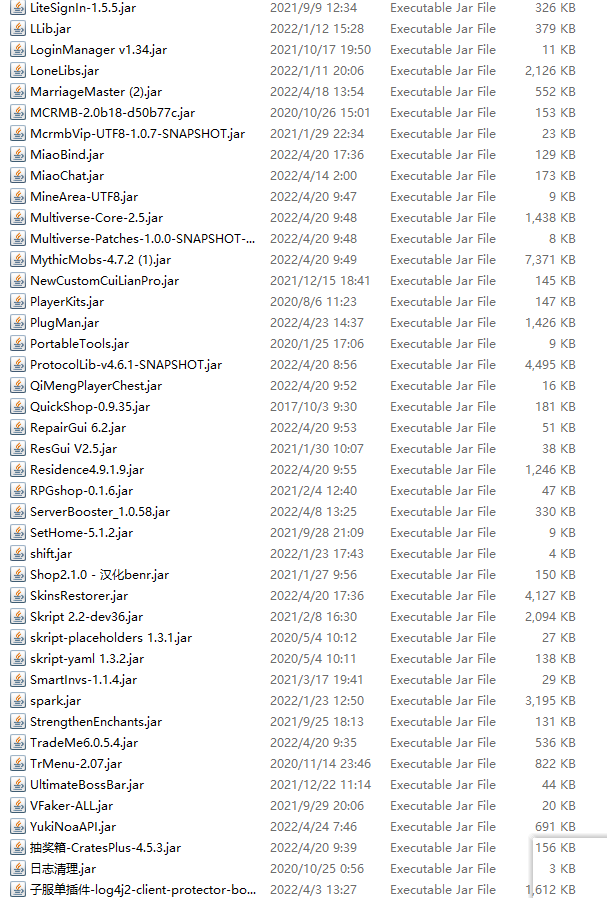 LiteSignIn-1.5.5.jar 2021/9/9 12:34 Executable Jar File 326 KB
LLib.jar 2022/1/12 15:28 Executable Jar File 379 KB
LoginManager v1.34.jar 2021/10/17 19:50 Executable Jar File 11 KB
LoneLibs.jar 2022/1/11 20:06 Executable Jar File 2,126 KB
MarriageMaster (2).jar 2022/4/18 13:54 Executable Jar File 552 KB
MCRMB-2.0b18-d50b77c.jar 2020/10/26 15:01 Executable Jar File 153 KB
McrmbVip-UTF8-1.0.7-SNAPSHOT.jar 2021/1/29 22:34 Executable Jar File 23 KB
MiaoBind.jar 2022/4/20 17:36 Executable Jar File 129 KB
MiaoChat.jar 2022/4/14 2:00 Executable Jar File 173 KB
MineArea-UTF8.jar 2022/4/20 9:47 Executable Jar File 9 KB
Multiverse-Core-2.5.jar 2022/4/20 9:48 Executable Jar File 1,438 KB
Multiverse-Patches-1.0.0-SNAPSHOT-... 2022/4/20 9:48 Executable Jar File 8 KB
MythicMobs-4.7.2 (1).jar 2022/4/20 9:49 Executable Jar File 7,371 KB
NewCustomCuiLianPro.jar 2021/12/15 18:41 Executable Jar File 145 KB
PlayerKits.jar 2020/8/6 11:23 Executable Jar File 147 KB
PlugMan.jar 2022/4/23 14:37 Executable Jar File 1,426 KB
PortableTools.jar 2020/1/25 17:06 Executable Jar File 9 KB
ProtocolLib-v4.6.1-SNAPSHOT.jar 2022/4/20 8:56 Executable Jar File 4,495 KB
QiMengPlayerChest.jar 2022/4/20 9:52 Executable Jar File 16 KB
QuickShop-0.9.35.jar 2017/10/3 9:30 Executable Jar File 181 KB
RepairGui 6.2.jar 2022/4/20 9:53 Executable Jar File 51 KB
ResGui V2.5.jar 2021/1/30 10:07 Executable Jar File 38 KB
Residence4.9.1.9.jar 2022/4/20 9:55 Executable Jar File 1,246 KB
RPGshop-0.1.6.jar 2021/2/4 12:40 Executable Jar File 47 KB
ServerBooster_1.0.58.jar 2022/4/8 13:25 Executable Jar File 330 KB
SetHome-5.1.2.jar 2021/9/28 21:09 Executable Jar File 9 KB
shift.jar 2022/1/23 17:43 Executable Jar File 4 KB
Shop2.1.0 - 汉化benr.jar 2021/1/27 9:56 Executable Jar File 150 KB
SkinsRestorer.jar 2022/4/20 17:36 Executable Jar File 4,127 KB
Skript 2.2-dev36.jar 2021/2/8 16:30 Executable Jar File 2,094 KB
skript-placeholders 1.3.1.jar 2020/5/4 10:12 Executable Jar File 27 KB
skript-yaml 1.3.2.jar 2020/5/4 10:11 Executable Jar File 138 KB
SmartInvs-1.1.4.jar 2021/3/17 19:41 Executable Jar File 29 KB
spark.jar 2022/1/23 12:50 Executable Jar File 3,195 KB
StrengthenEnchants.jar 2021/9/25 18:13 Executable Jar File 131 KB
TradeMe6.0.5.4.jar 2022/4/20 9:35 Executable Jar File 536 KB
TrMenu-2.07.jar 2020/11/14 23:46 Executable Jar File 822 KB
UltimateBossBar.jar 2021/12/22 11:14 Executable Jar File 44 KB
VFaker-ALL.jar 2021/9/29 20:06 Executable Jar File 20 KB
YukiNoaAPI.jar 2022/4/24 7:46 Executable Jar File 691 KB
抽奖箱-CratesPlus-4.5.3.jar 2022/4/20 9:39 Executable Jar File 156 KB
日志清理.jar 2020/10/25 0:56 Executable Jar File 3 KB
子服单插件-log4j2-client-protector-bo... 2022/4/3 13:27 Executable Jar File 1,612 KB